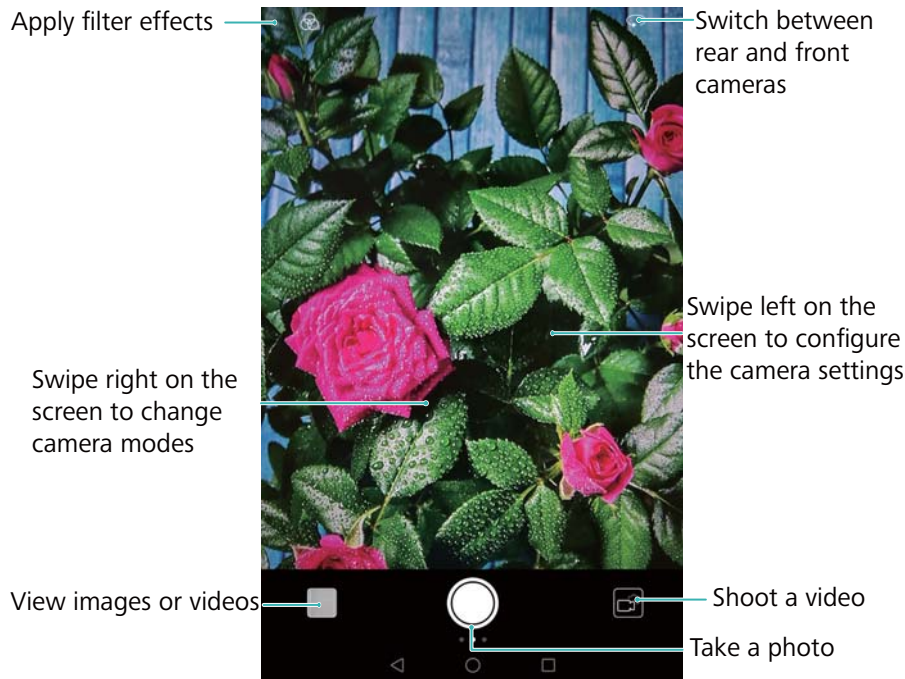 Apply filter effects
Switch between
rear and front
cameras
Swipe left on the
screen to configure
the camera settings
Swipe right on the
screen to change
camera modes
View images or videos
Shoot a video
Take a photo